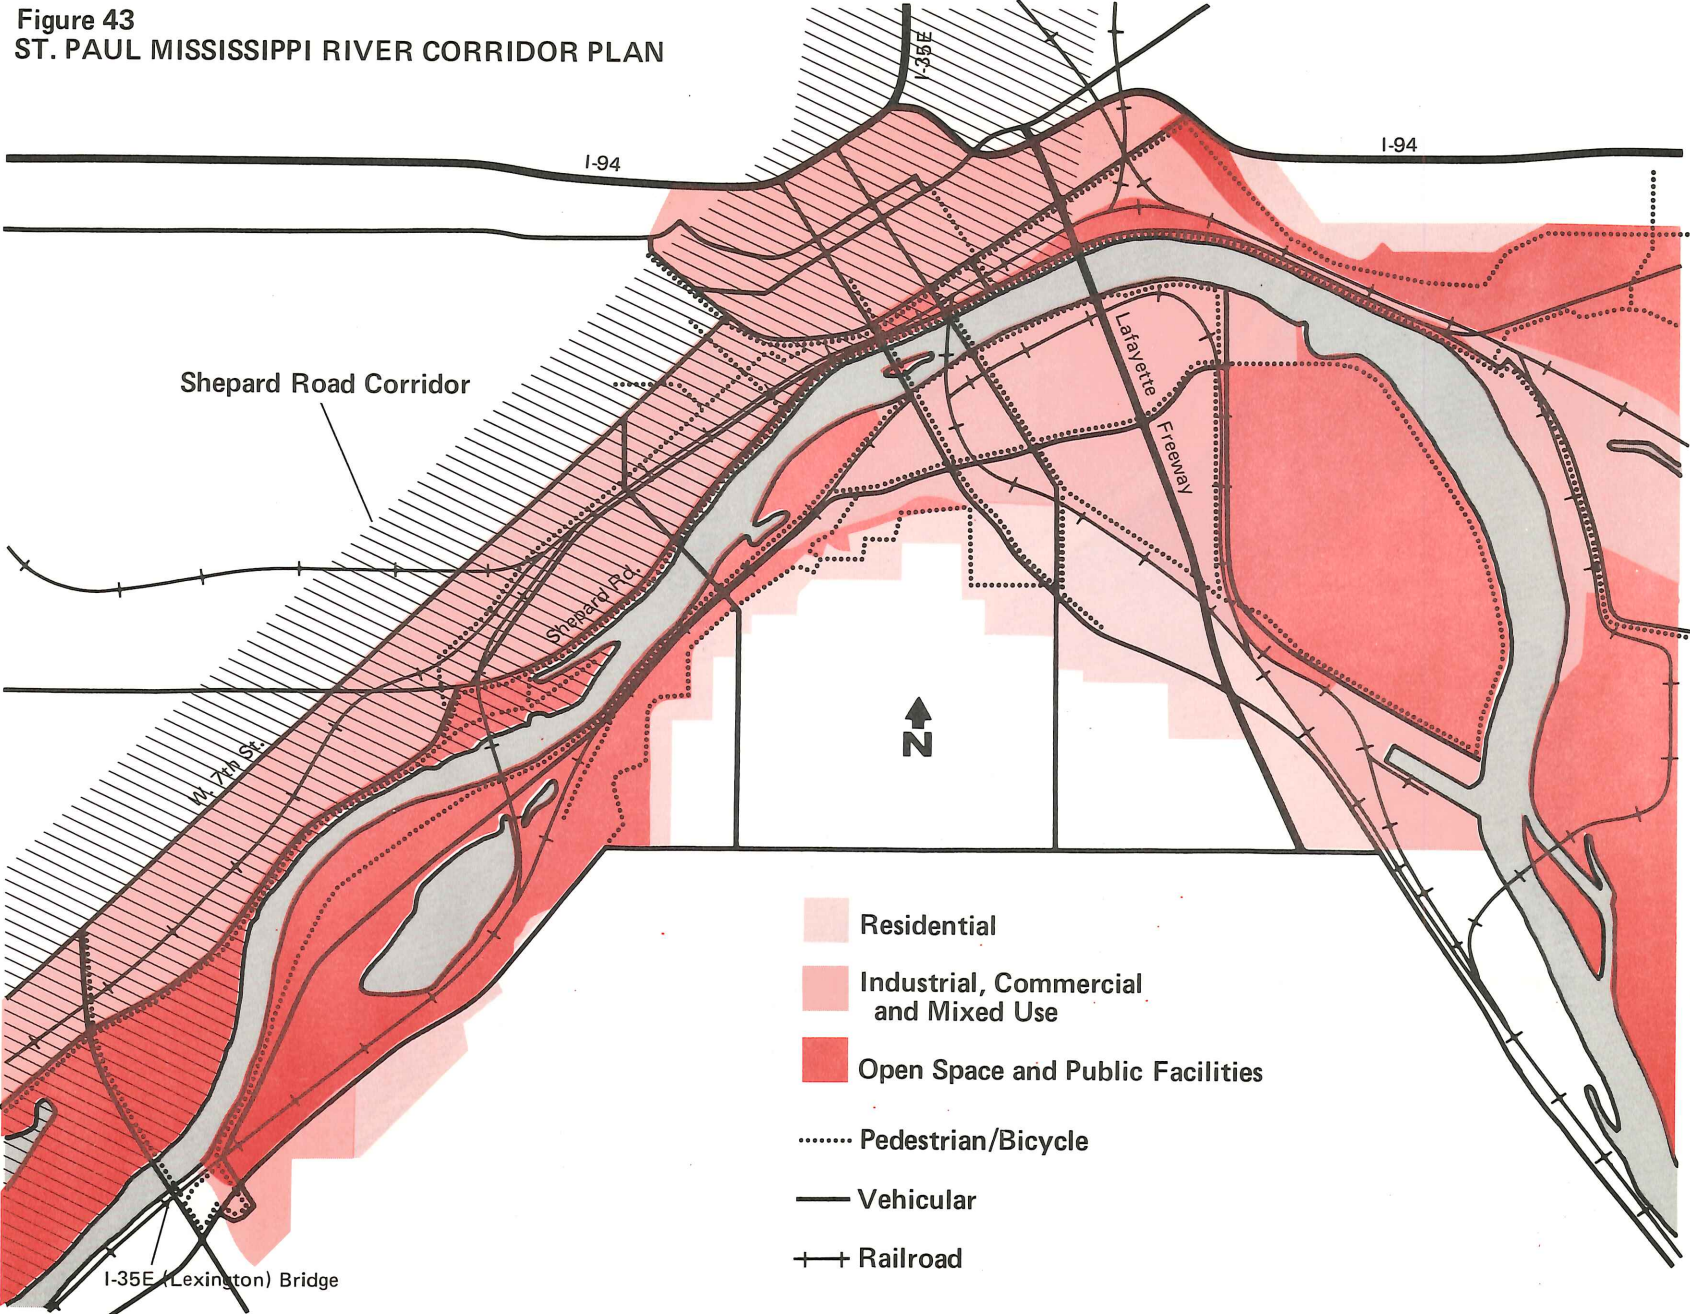 Figure 43
ST. PAUL MISSISSIPPI RIVER CORRIDOR PLAN
I-35E
I-94
I-94
Shepard Road Corridor
Lafayette
Freeway
Shepard Rd.
W. 7th St.
N
Residential
Industrial, Commercial
and Mixed Use
Open Space and Public Facilities
Pedestrian/Bicycle
Vehicular
Railroad
I-35E (Lexington) Bridge